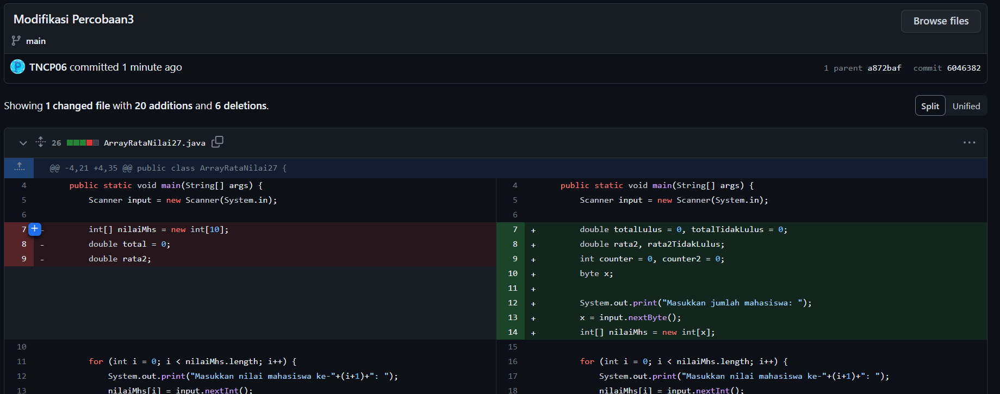 Modifikasi Percobaan3
Browse files
main
TNCP06 committed 1 minute ago
1 parent a872baf commit 6046382
Showing 1 changed file with 20 additions and 6 deletions.
Split Unified
26 ArrayRataNilai27.java
@@ -4,21 +4,35 @@ public class ArrayRataNilai27 {
4 public static void main(String[] args) {
5 Scanner input = new Scanner(System.in);
6
7 - int[] nilaiMhs = new int[10];
8 - double total = 0;
9 - double rata2;
10
11 for (int i = 0; i < nilaiMhs.length; i++) {
12 System.out.print("Masukkan nilai mahasiswa ke-"+(i+1)+": ");
13 nilaiMhs[i] = input.nextInt();
4 public static void main(String[] args) {
5 Scanner input = new Scanner(System.in);
6
7 + double totalLulus = 0, totalTidakLulus = 0;
8 + double rata2, rata2TidakLulus;
9 + int counter = 0, counter2 = 0;
10 + byte x;
11 +
12 + System.out.print("Masukkan jumlah mahasiswa: ");
13 + x = input.nextByte();
14 + int[] nilaiMhs = new int[x];
15
16 for (int i = 0; i < nilaiMhs.length; i++) {
17 System.out.print("Masukkan nilai mahasiswa ke-"+(i+1)+": ");
18 nilaiMhs[i] = input.nextInt();